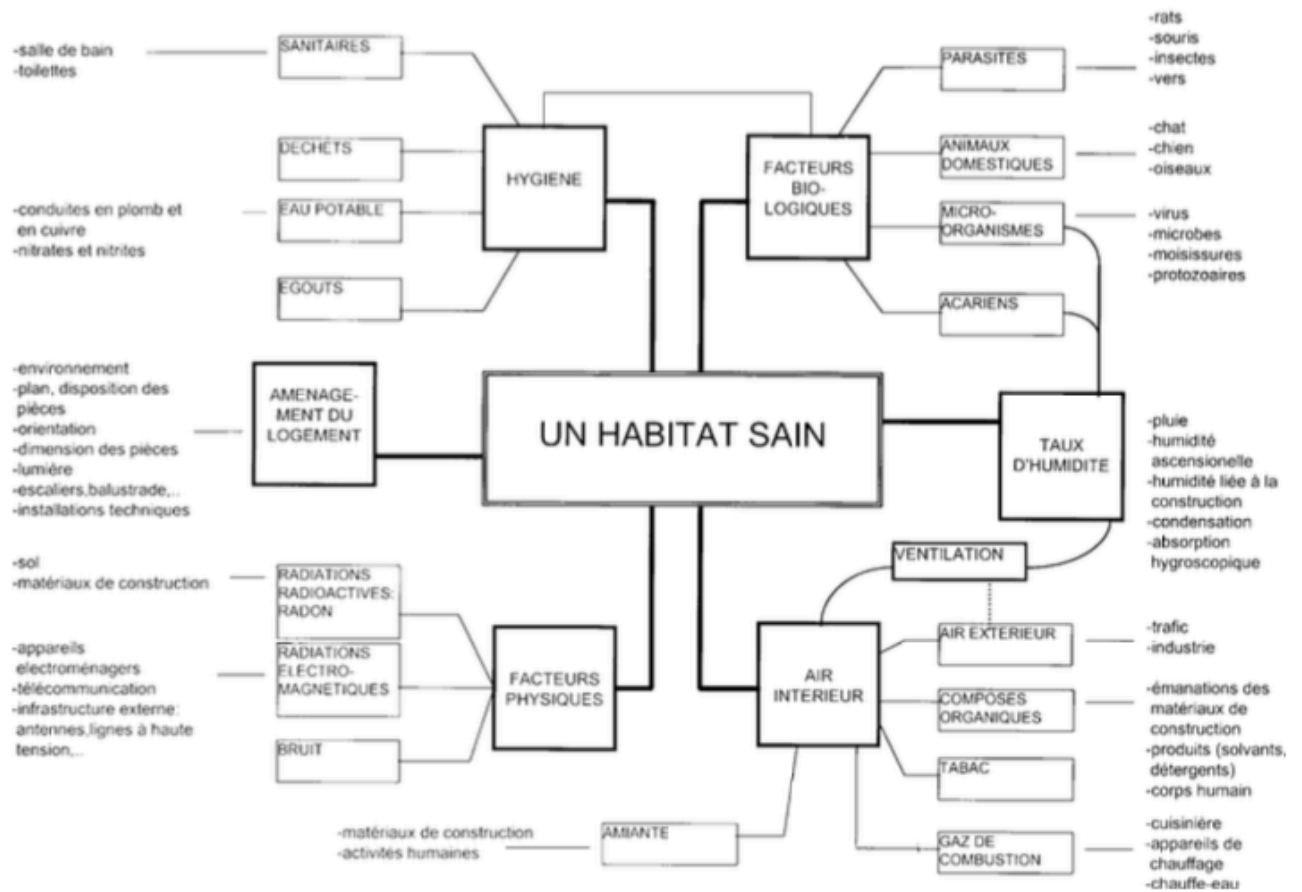 -salle de bain
-toilettes
SANITAIRES
DECHETS
-conduites en plomb et
en cuivre
-nitrates et nitrites
EAU POTABLE
EGOUTS
HYGIENE
FACTEURS
BIO-
LOGIQUES
PARASITES
-rats
-souris
-insectes
-vers
ANIMAUX
DOMESTIQUES
-chat
-chien
-oiseaux
MICRO-
ORGANISMES
-virus
-microbes
-moisissures
-protozoaires
ACARIENS
-environnement
-plan, disposition des
pièces
-orientation
-dimension des pièces
-lumière
-escaliers,balustrade,..
-installations techniques
AMENAGE-
MENT DU
LOGEMENT
UN HABITAT SAIN
TAUX
D'HUMIDITE
-pluie
-humidité
ascensionelle
-humidité liée à la
construction
-condensation
-absorption
hygroscopique
VENTILATION
-sol
-matériaux de construction
RADIATIONS
RADIOACTIVES:
RADON
-appareils
electroménagers
-télécommunication
-infrastructure externe:
antennes,lignes à haute
tension,..
RADIATIONS
ELECTRO-
MAGNETIQUES
BRUIT
FACTEURS
PHYSIQUES
AIR
INTERIEUR
AIR EXTERIEUR
-trafic
-industrie
COMPOSES
ORGANIQUES
-émanations des
matériaux de
construction
-produits (solvants,
détergents)
-corps humain
TABAC
-matériaux de construction
-activités humaines
AMIANTE
GAZ DE
COMBUSTION
-cuisinière
-appareils de
chauffage
-chauffe-eau